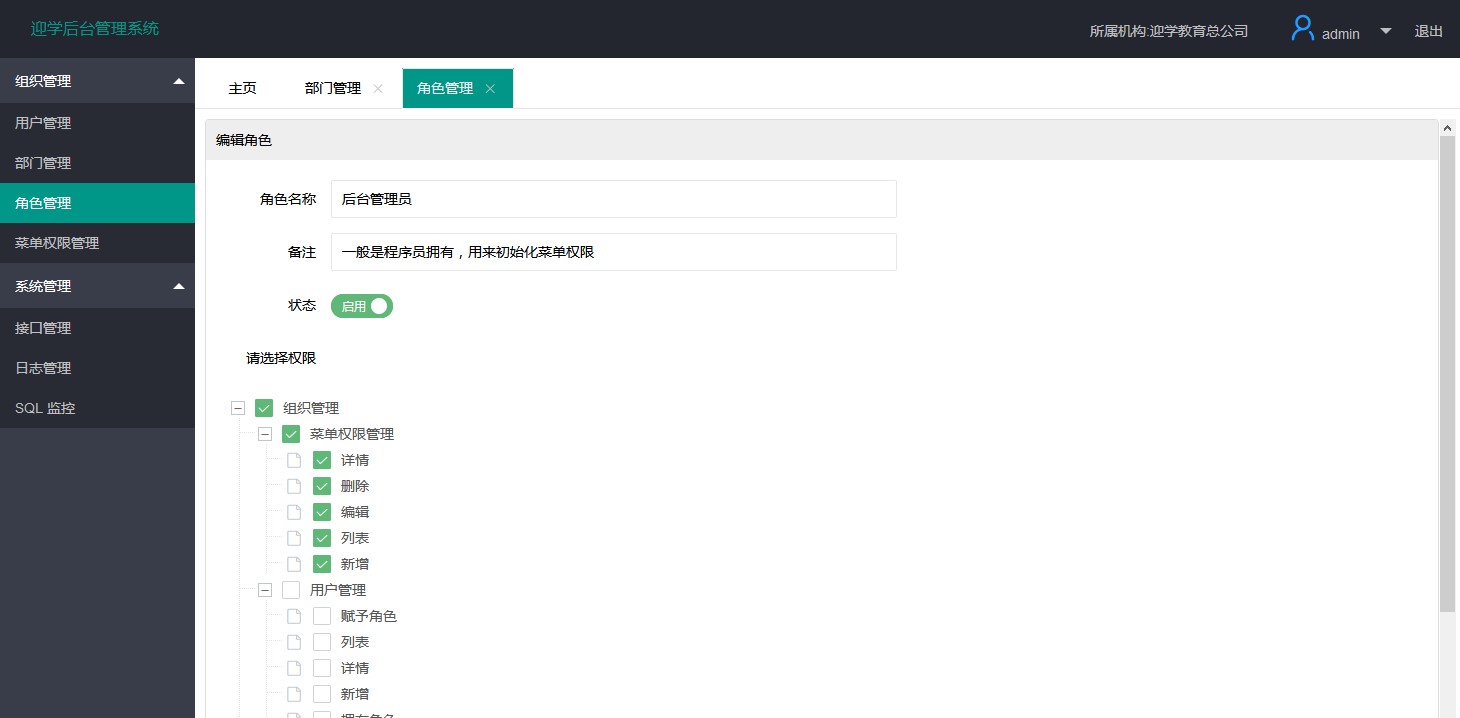 迎学后台管理系统
所属机构:迎学教育总公司
admin
退出
组织管理
用户管理
部门管理
角色管理
菜单权限管理
系统管理
接口管理
日志管理
SQL 监控
主页
部门管理
角色管理
编辑角色
角色名称
后台管理员
备注
一般是程序员拥有，用来初始化菜单权限
状态
启用
请选择权限
组织管理
菜单权限管理
详情
删除
编辑
列表
新增
用户管理
赋予角色
列表
详情
新增